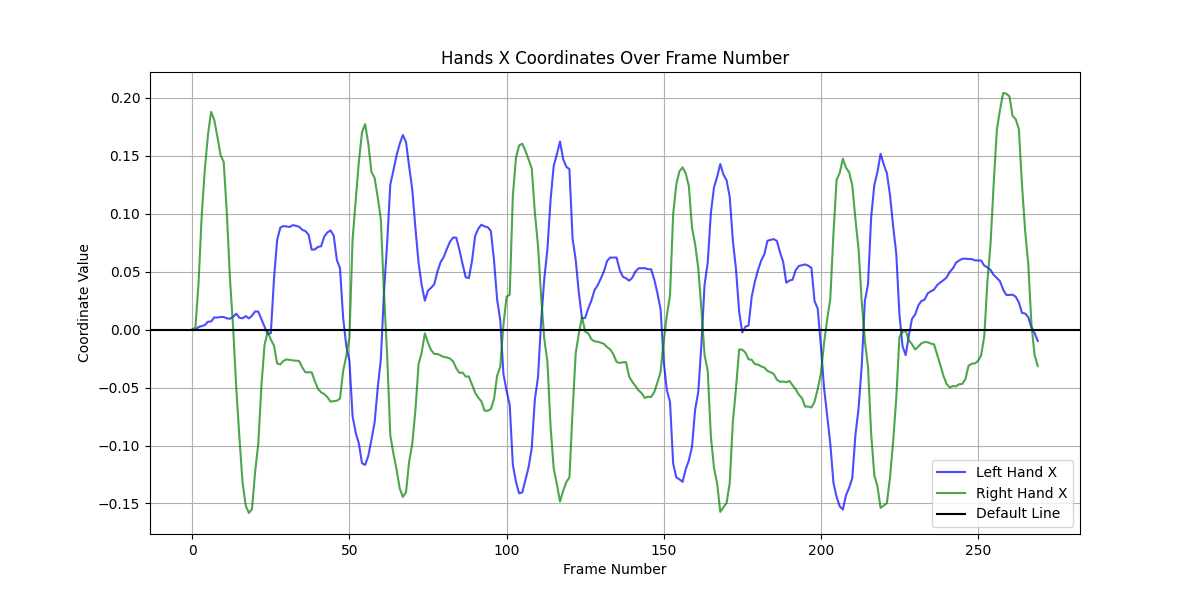 Hands X Coordinates Over Frame Number
0.20
0.15
0.10
0.05
0.00
−0.05
−0.10
−0.15
Coordinate Value
Left Hand X
Right Hand X
Default Line
0 50 100 150 200 250
Frame Number